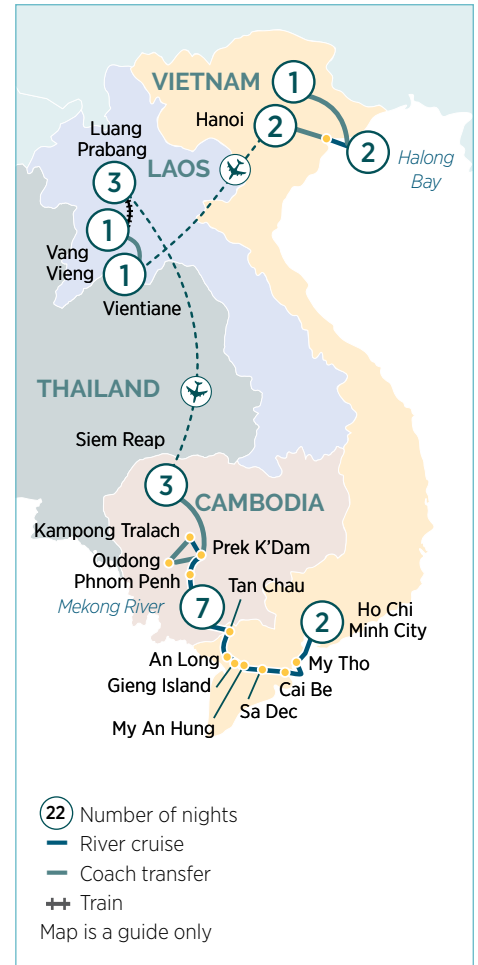 VIETNAM
1
Hanoi
2
2
Halong
Bay
Luang
Prabang
LAOS
3
1
Vang
Vieng
1
Vientiane
THAILAND
Siem Reap
3
CAMBODIA
Kampong Tralach
Prek K’Dam
Oudong
Phnom Penh
Tan Chau
Mekong River
7
2
Ho Chi
Minh City
An Long
My Tho
Gieng Island
Cai Be
Sa Dec
My An Hung
22 Number of nights
River cruise
Coach transfer
Train
Map is a guide only